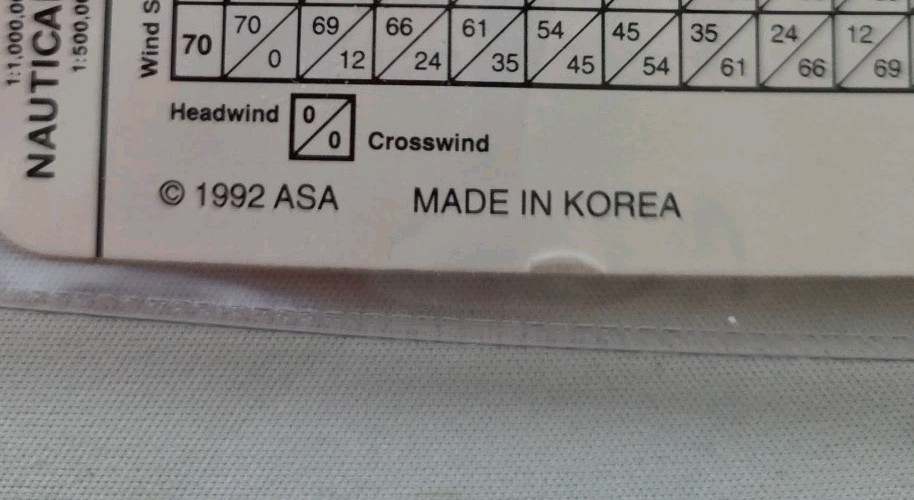 1:1,000,0
NAUTICA
1:500,0
Wind S
70 70 0 69 12 66 24 61 35 54 45 45 54 35 61 24 66 12 69
Headwind 0 0 Crosswind
© 1992 ASA MADE IN KOREA